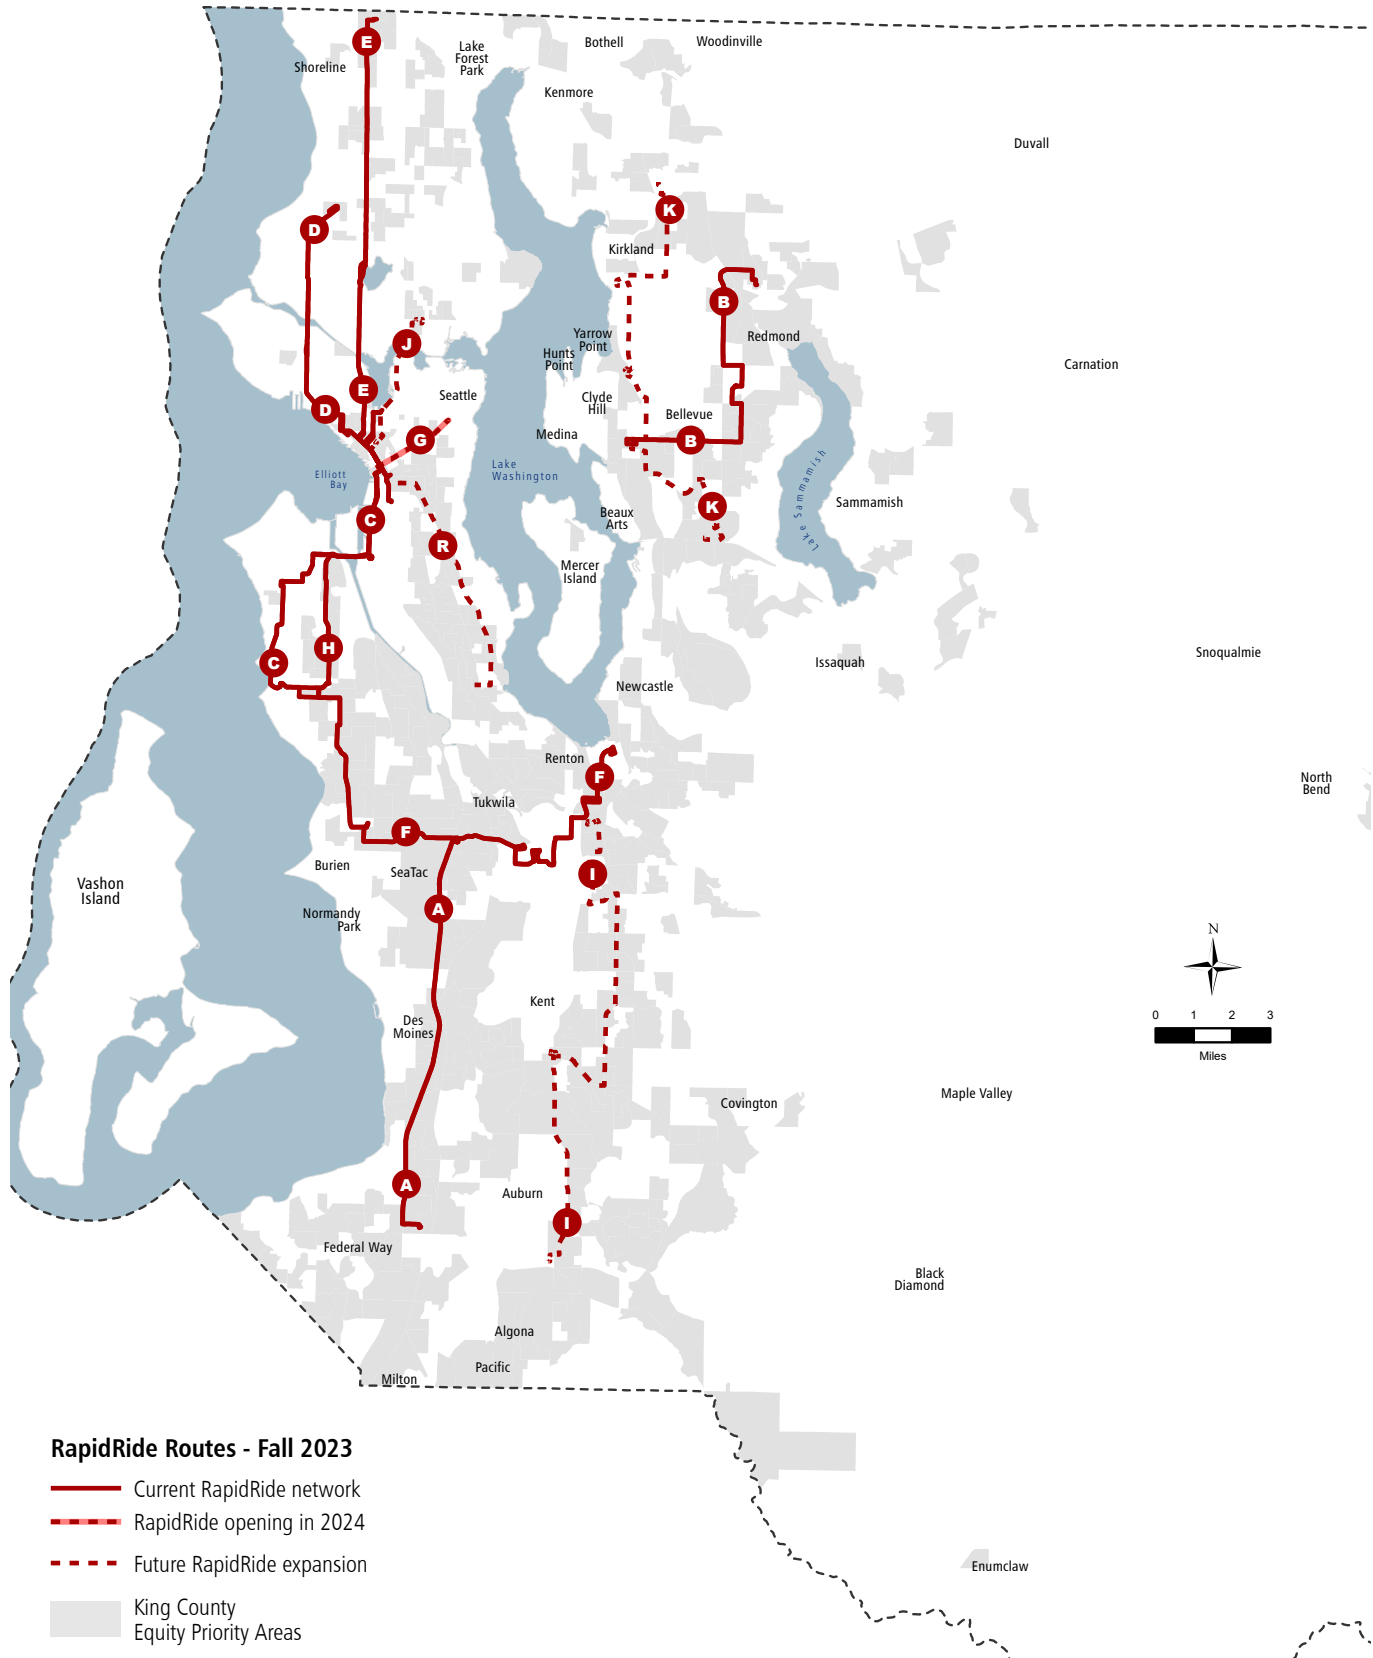 E
Shoreline
Lake
Forest
Park
Bothell
Woodinville
Kenmore
Duvall
D
K
Kirkland
B
J
Yarrow
Point
Redmond
Hunts
Point
Carnation
E
Seattle
Clyde
Hill
D
Bellevue
G
Medina
B
Elliott
Bay
Lake
Washington
Lake Sammamish
Sammamish
K
C
Beaux
Arts
R
Mercer
Island
H
C
Issaquah
Snoqualmie
Newcastle
Renton
F
North
Bend
Tukwila
F
Burien
SeaTac
I
Vashon
Island
A
Normandy
Park
N
Kent
Des
Moines
0 1 2 3
Miles
Covington
Maple Valley
A
Auburn
I
Federal Way
Black
Diamond
Algona
Pacific
Milton
RapidRide Routes - Fall 2023
Current RapidRide network
RapidRide opening in 2024
Future RapidRide expansion
King County
Equity Priority Areas
Enumclaw